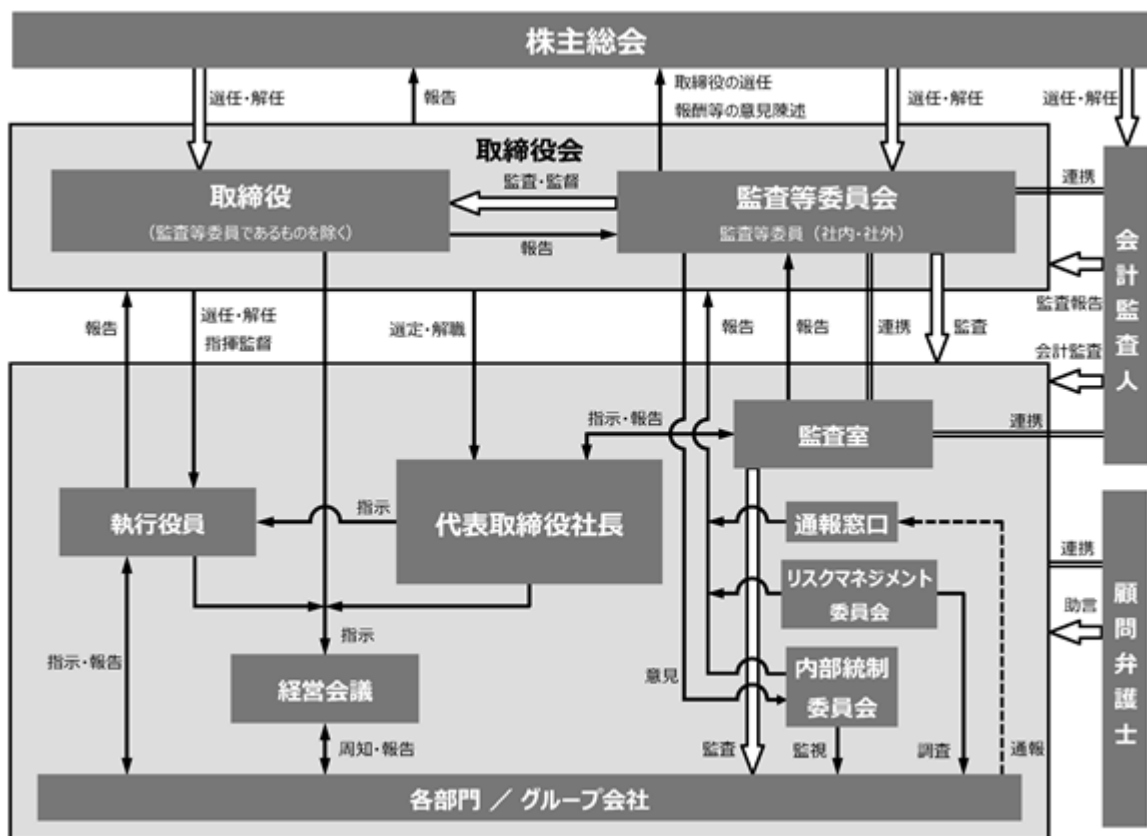 株主総会
選任・解任
報告
取締役の選任
報酬等の意見陳述
選任・解任
選任・解任
取締役会
取締役
(監査等委員であるものを除く)
監査・監督
報告
監査等委員会
監査等委員（社内・社外）
連携
会計監査人
監査報告
会計監査
報告
選任・解任
指揮監督
選定・解職
報告
報告
連携
監査
指示・報告
監査室
連携
執行役員
指示
代表取締役社長
通報窓口
リスクマネジメント
委員会
連携
助言
顧問弁護士
指示・報告
指示
経営会議
意見
内部統制
委員会
周知・報告
監査
監視
調査
通報
各部門 ／ グループ会社